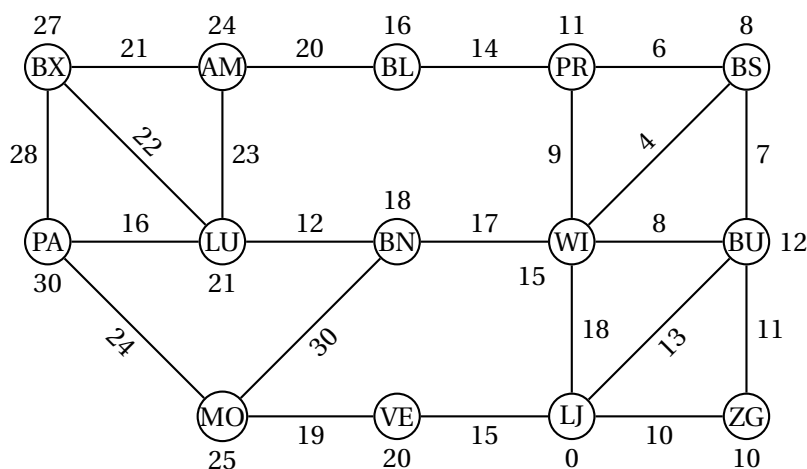 27 24 16 11 8
BX 21 AM 20 BL 14 PR 6 BS
28 22 23 9 4 7
18
PA 16 LU 12 BN 17 WI 8 BU 12
30 21 15
24 30 18 13 11
MO 19 VE 15 LJ 10 ZG
25 20 0 10